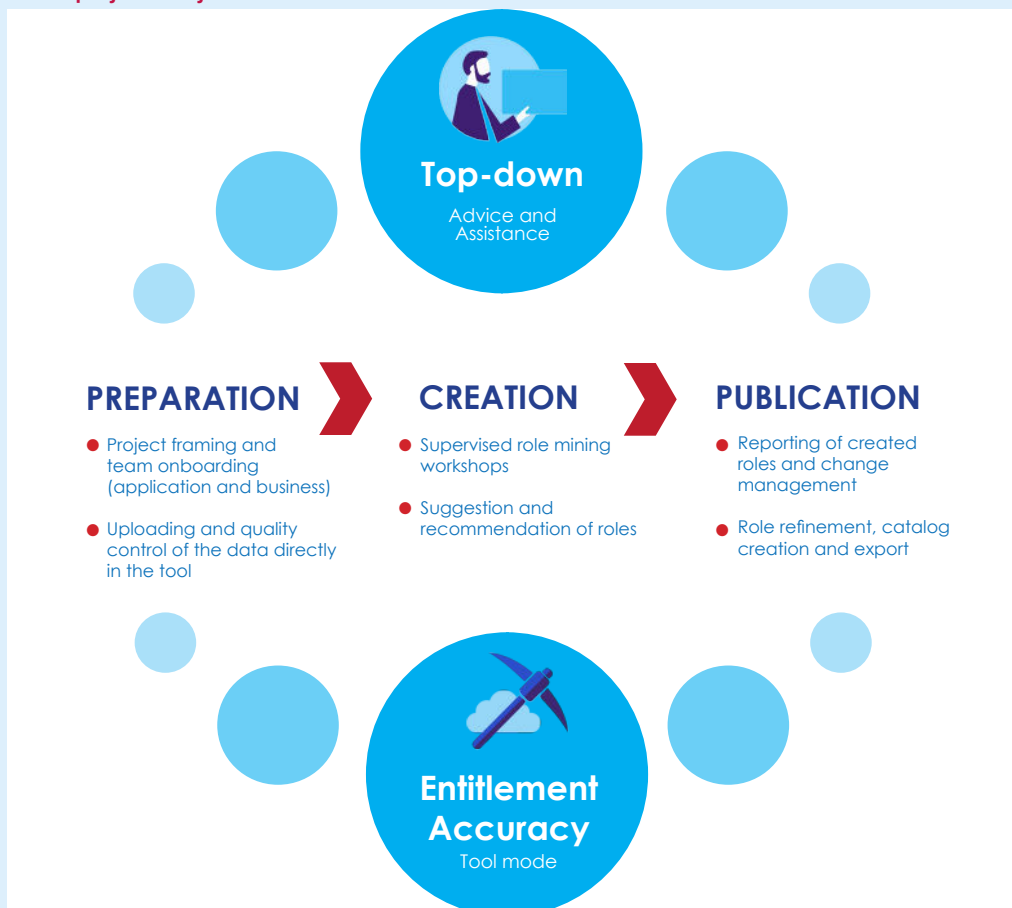 Top-down
Advice and
Assistance
PREPARATION
Project framing and
team onboarding
(application and business)
Uploading and quality
control of the data directly
in the tool
CREATION
Supervised role mining
workshops
Suggestion and
recommendation of roles
PUBLICATION
Reporting of created
roles and change
management
Role refinement, catalog
creation and export
Entitlement
Accuracy
Tool mode